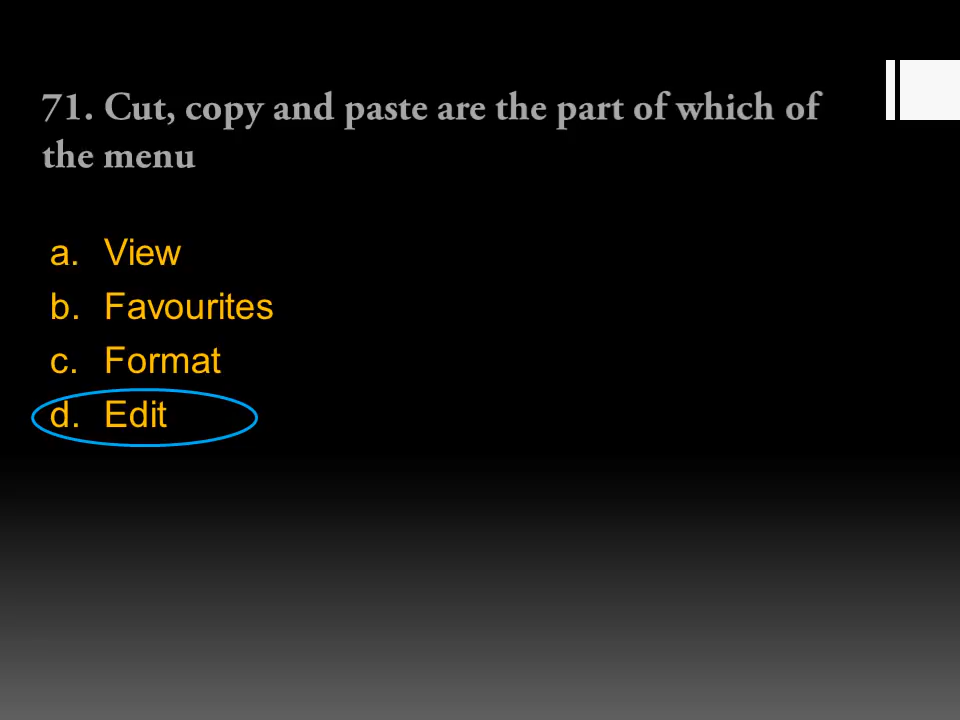 71. Cut, copy and paste are the part of which of
the menu
a. View
b. Favourites
c. Format
d. Edit